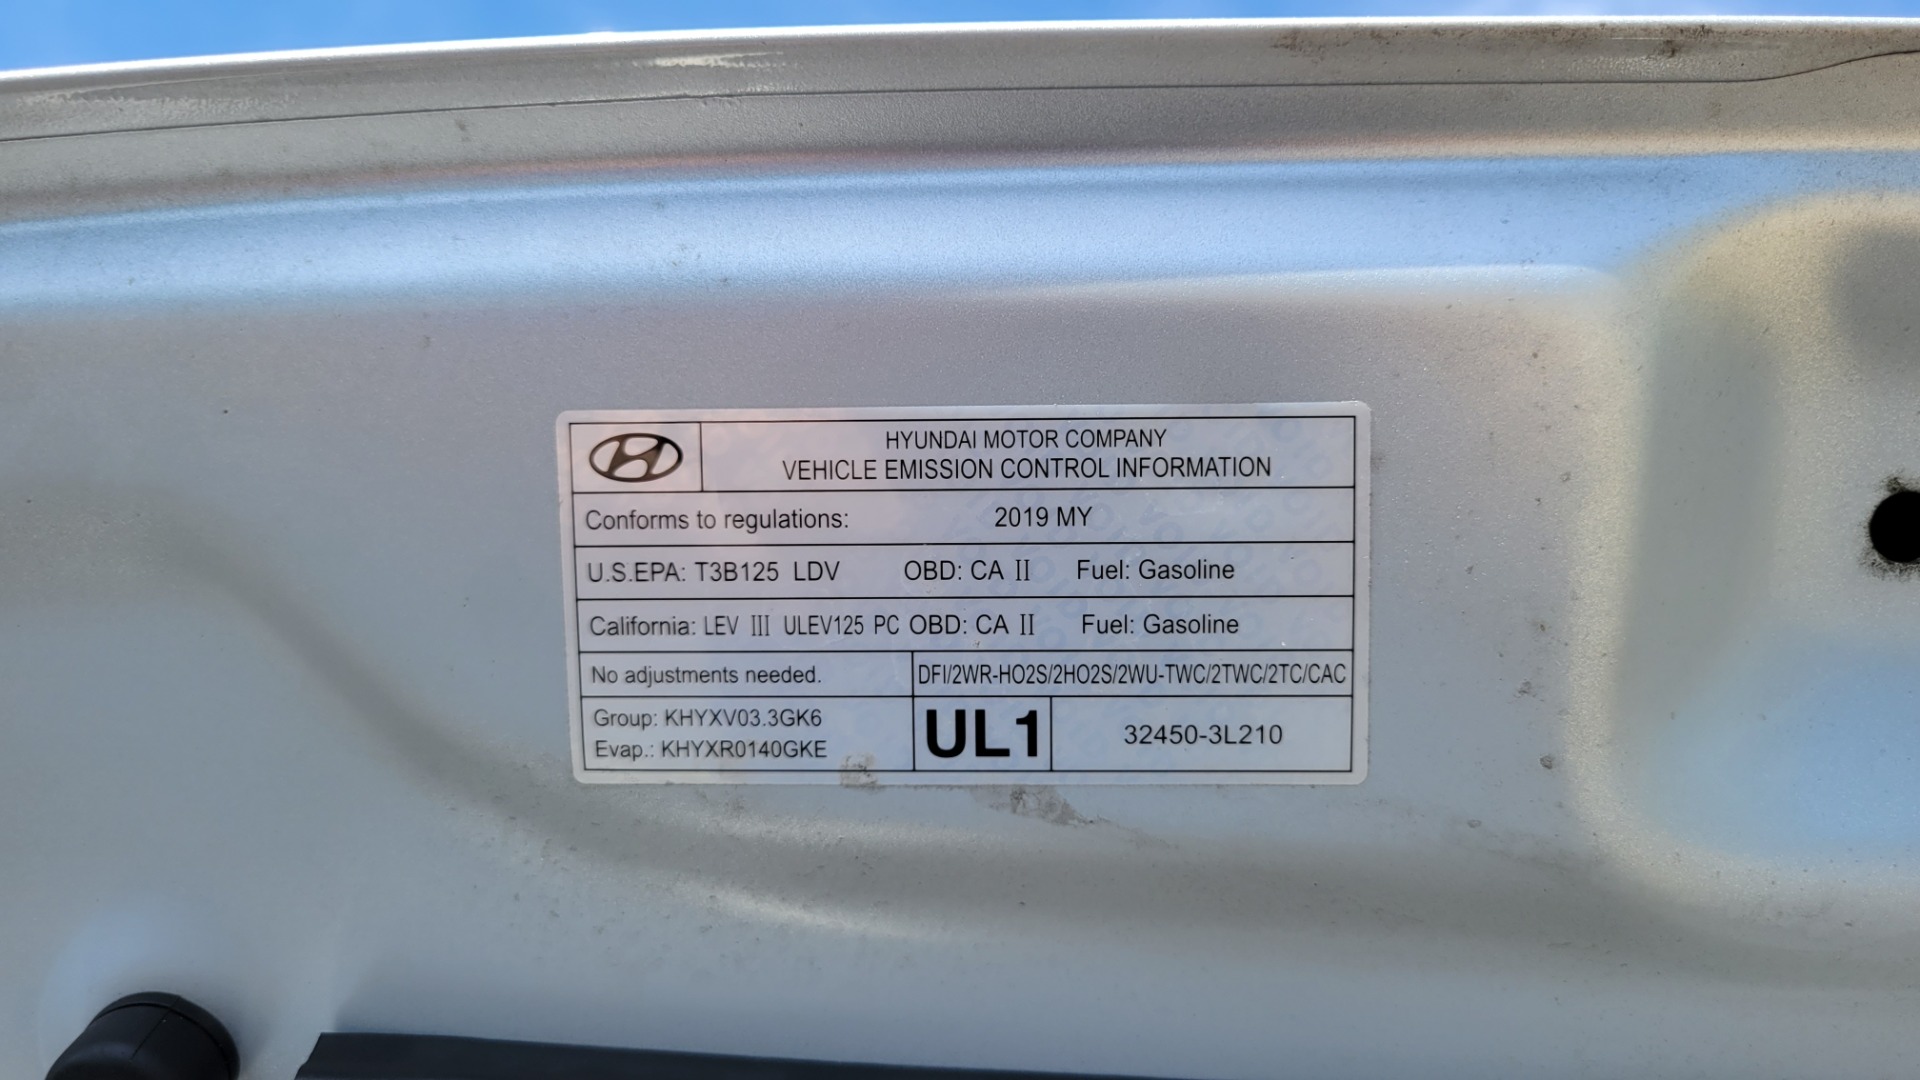 HYUNDAI MOTOR COMPANY
VEHICLE EMISSION CONTROL INFORMATION
Conforms to regulations: 2019 MY
U.S.EPA: T3B125 LDV OBD: CA II Fuel: Gasoline
California: LEV III ULEV125 PC OBD: CA II Fuel: Gasoline
No adjustments needed. DFI/2WR-HO2S/2HO2S/2WU-TWC/2TWC/2TC/CAC
Group: KHYXV03.3GK6
Evap.: KHYXR0140GKE
UL1
32450-3L210